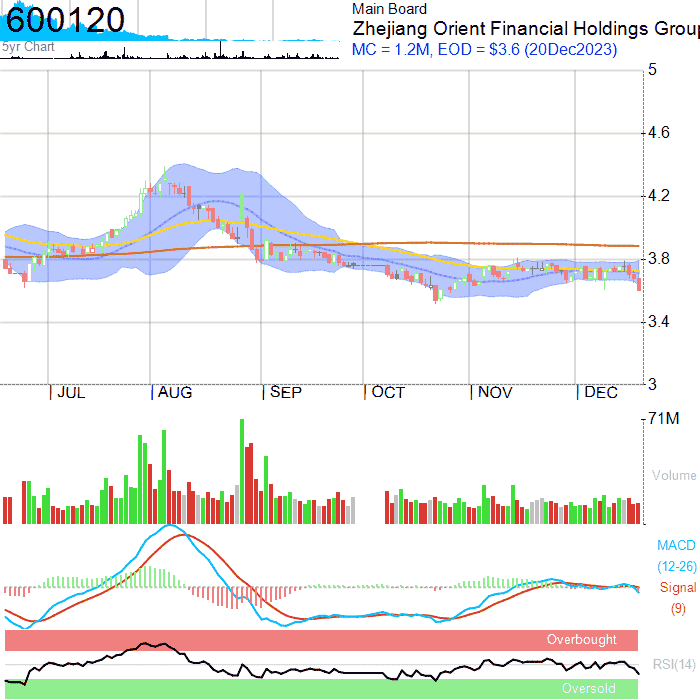 600120
5yr Chart
Main Board
Zhejiang Orient Financial Holdings Group
MC = 1.2M, EOD = $3.6 (20Dec2023)
5
4.6
4.2
3.8
3.4
3
JUL
AUG
SEP
OCT
NOV
DEC
71M
Volume
MACD
(12-26)
Signal
(9)
Overbought
RSI(14)
Oversold